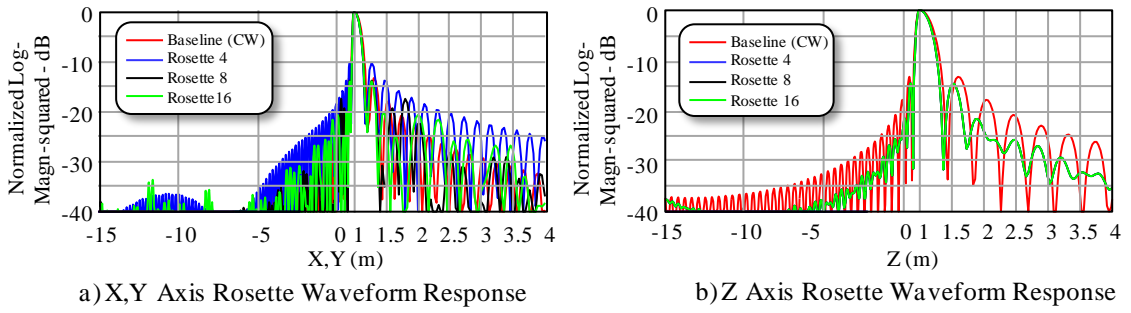 Normalized Log-
Magn-squared - dB
0
-10
-20
-30
-40
Baseline (CW)
Rosette 4
Rosette 8
Rosette16
-15
-10
-5
0
1
1.5
2
2.5
3
3.5
4
X,Y (m)
a) X,Y Axis Rosette Waveform Response
Normalized Log-
Magn-squared - dB
0
-10
-20
-30
-40
Baseline (CW)
Rosette 4
Rosette 8
Rosette 16
-15
-10
-5
0
1
1.5
2
2.5
3
3.5
4
Z (m)
b) Z Axis Rosette Waveform Response